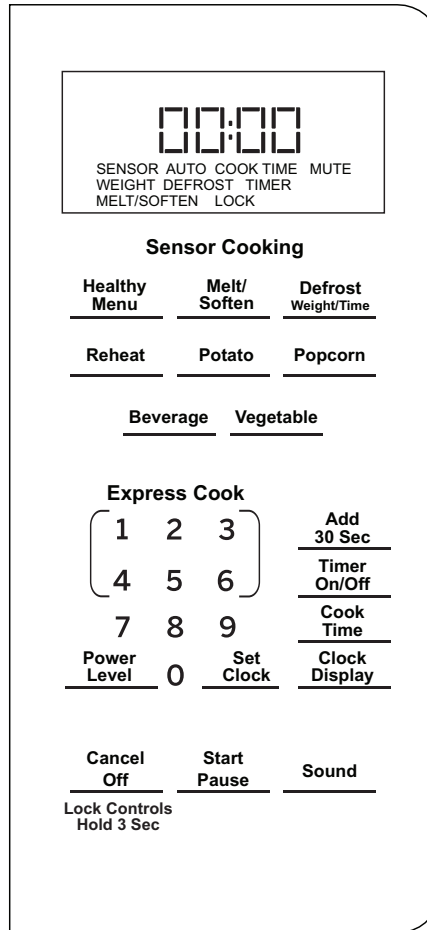 00:00
SENSOR AUTO COOK TIME MUTE
WEIGHT DEFROST TIMER
MELT/SOFTEN LOCK
Sensor Cooking
Healthy Menu
Melt/ Soften
Defrost Weight/Time
Reheat Potato Popcorn
Beverage Vegetable
Express Cook
1 2 3
Add 30 Sec
4 5 6
Timer On/Off
7 8 9
Cook Time
Power Level
0
Set Clock
Clock Display
Cancel Off
Start Pause
Sound
Lock Controls
Hold 3 Sec